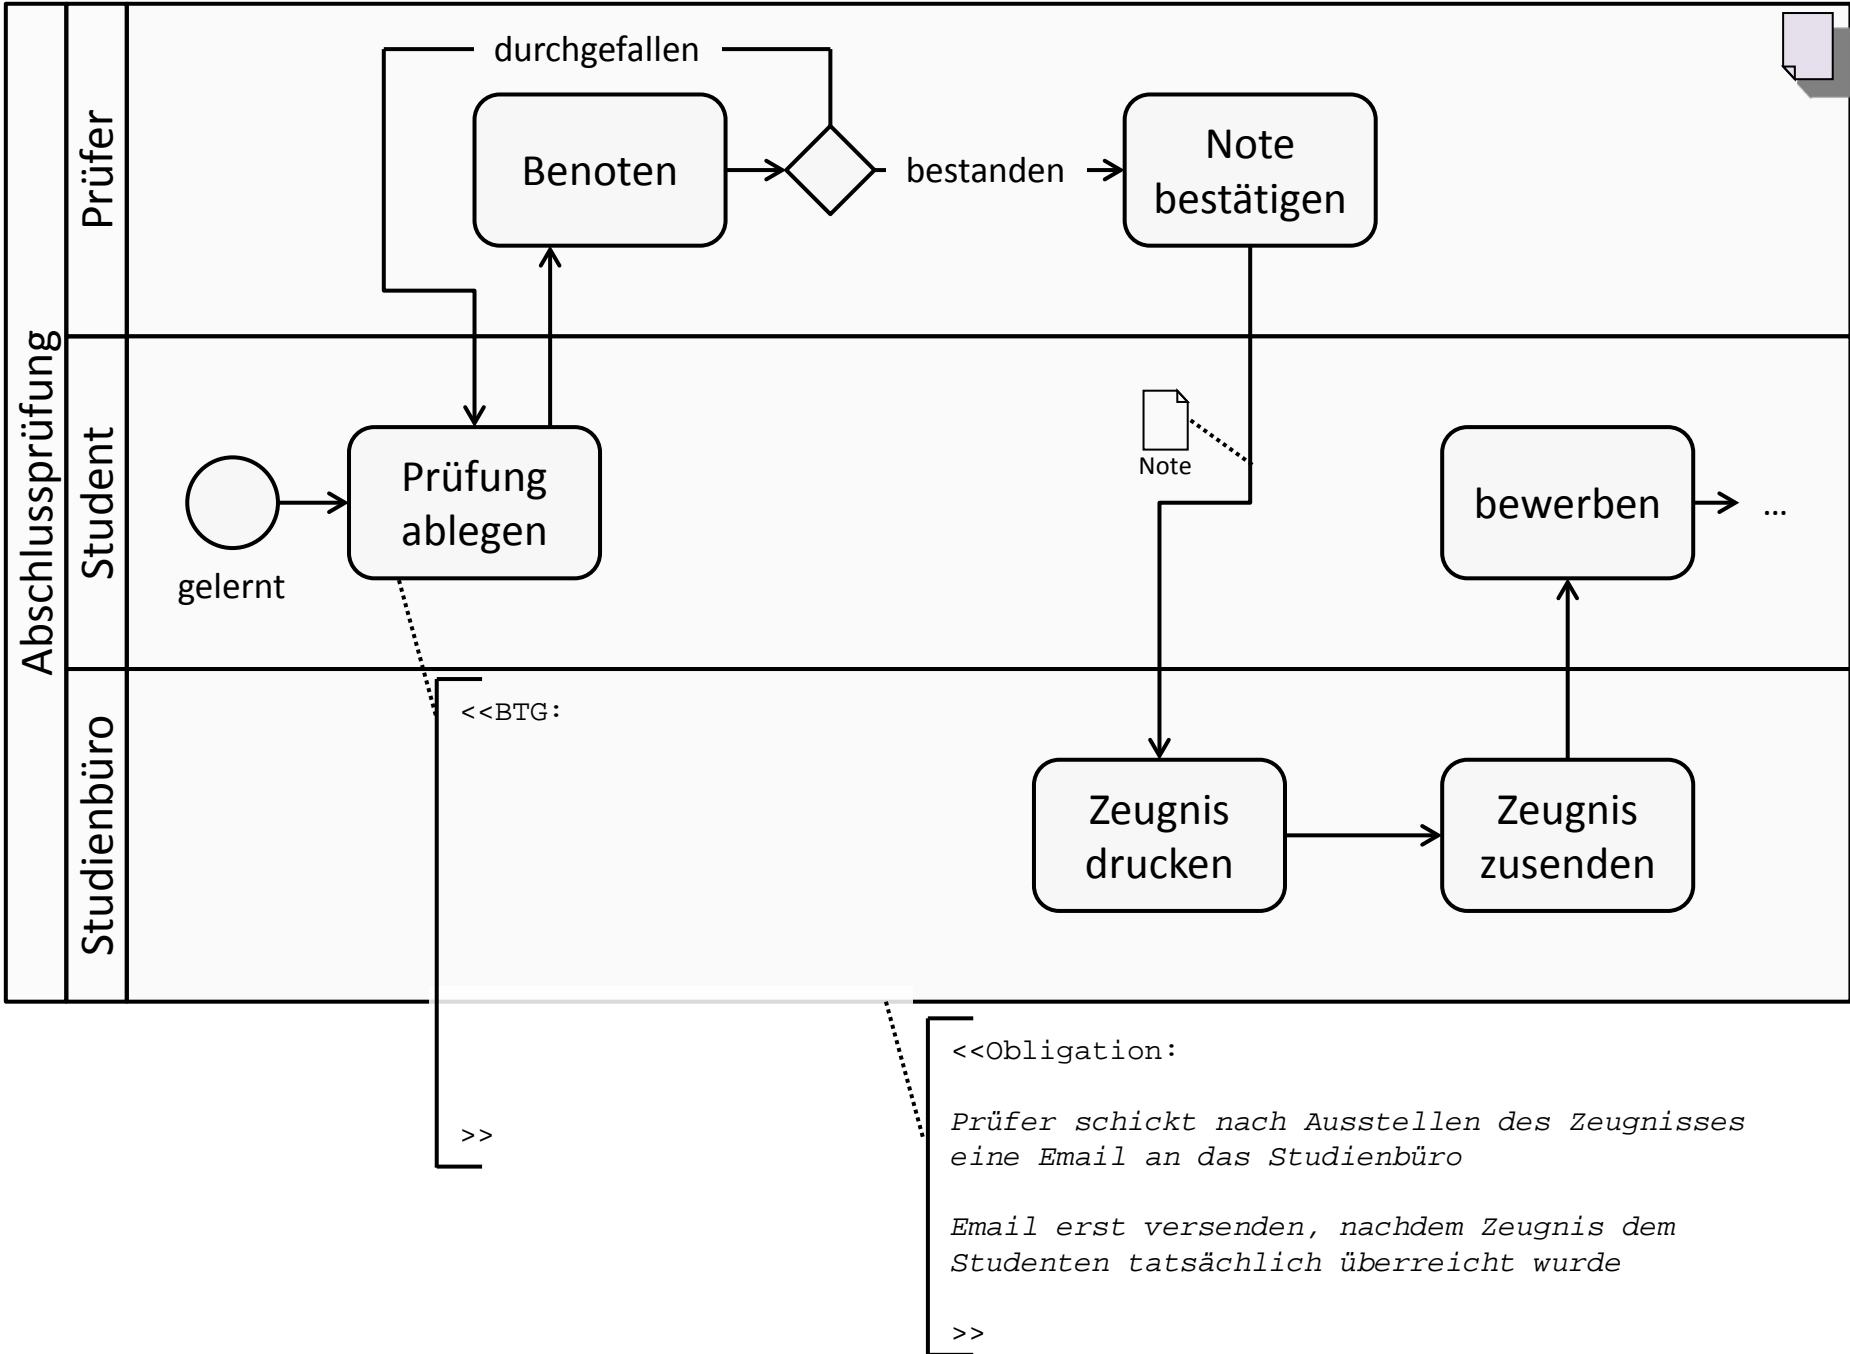 Abschlussprüfung
Prüfer
durchgefallen
Benoten
bestanden
Note
bestätigen
Student
gelernt
Prüfung
ablegen
Note
bewerben
...
Studienbüro
<<BTG:
>>
Zeugnis
drucken
Zeugnis
zusenden
<<Obligation:
Prüfer schickt nach Ausstellen des Zeugnisses
eine Email an das Studienbüro
Email erst versenden, nachdem Zeugnis dem
Studenten tatsächlich überreicht wurde
>>